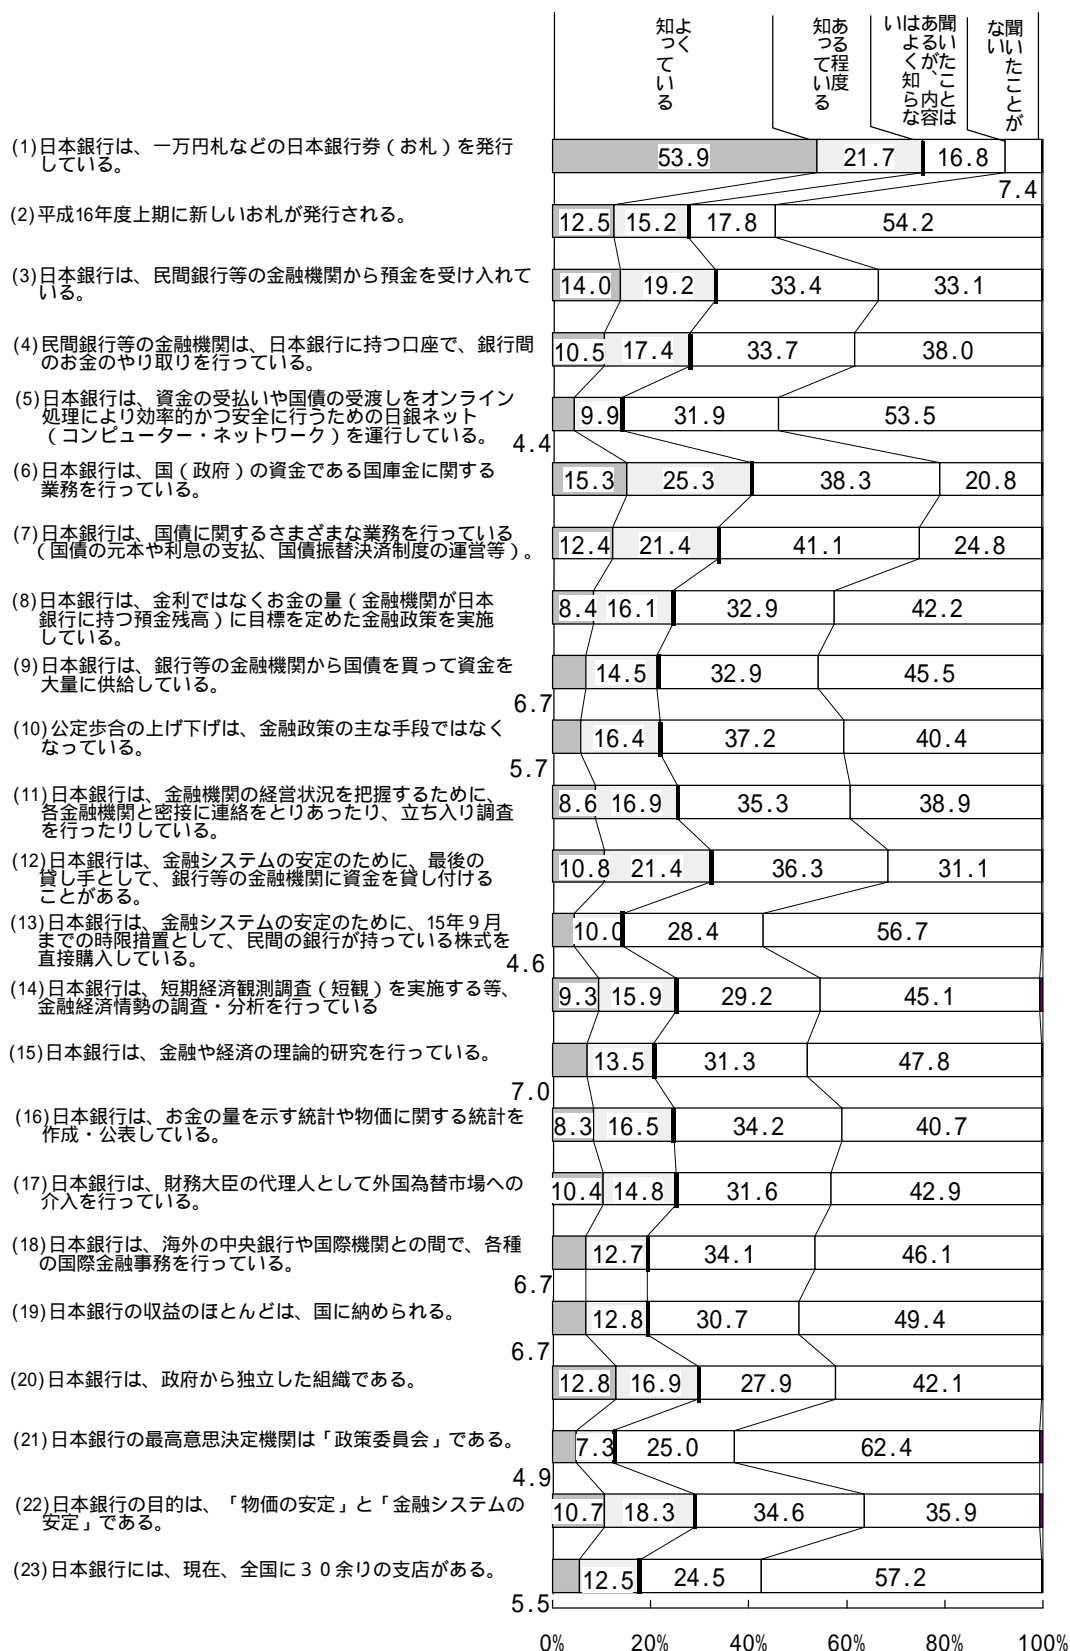 よく
知っている
ある程度
知っている
聞いたことは
あるが、内容
はよく知らな
い
聞いたことが
ない
(1)日本銀行は、一万円札などの日本銀行券（お札）を発行
している。
53.9 21.7 16.8
7.4
(2)平成16年度上期に新しいお札が発行される。
12.5 15.2 17.8 54.2
(3)日本銀行は、民間銀行等の金融機関から預金を受け入れて
いる。
14.0 19.2 33.4 33.1
(4)民間銀行等の金融機関は、日本銀行に持つ口座で、銀行間
のお金のやり取りを行っている。
10.5 17.4 33.7 38.0
(5)日本銀行は、資金の受払いや国債の受渡しをオンライン
処理により効率的かつ安全に行うための日銀ネット
（コンピューター・ネットワーク）を運行している。
9.9 31.9 53.5
4.4
(6)日本銀行は、国（政府）の資金である国庫金に関する
業務を行っている。
15.3 25.3 38.3 20.8
(7)日本銀行は、国債に関するさまざまな業務を行っている
（国債の元本や利息の支払、国債振替決済制度の運営等）。
12.4 21.4 41.1 24.8
(8)日本銀行は、金利ではなくお金の量（金融機関が日本
銀行に持つ預金残高）に目標を定めた金融政策を実施
している。
8.4 16.1 32.9 42.2
(9)日本銀行は、銀行等の金融機関から国債を買って資金を
大量に供給している。
14.5 32.9 45.5
6.7
(10)公定歩合の上げ下げは、金融政策の主な手段ではなく
なっている。
16.4 37.2 40.4
5.7
(11)日本銀行は、金融機関の経営状況を把握するために、
各金融機関と密接に連絡をとりあったり、立ち入り調査
を行ったりしている。
8.6 16.9 35.3 38.9
(12)日本銀行は、金融システムの安定のために、最後の
貸し手として、銀行等の金融機関に資金を貸し付ける
ことがある。
10.8 21.4 36.3 31.1
(13)日本銀行は、金融システムの安定のために、15年９月
までの時限措置として、民間の銀行が持っている株式を
直接購入している。
10.0 28.4 56.7
4.6
(14)日本銀行は、短期経済観測調査（短観）を実施する等、
金融経済情勢の調査・分析を行っている
9.3 15.9 29.2 45.1
(15)日本銀行は、金融や経済の理論的研究を行っている。
13.5 31.3 47.8
7.0
(16)日本銀行は、お金の量を示す統計や物価に関する統計を
作成・公表している。
8.3 16.5 34.2 40.7
(17)日本銀行は、財務大臣の代理人として外国為替市場への
介入を行っている。
10.4 14.8 31.6 42.9
(18)日本銀行は、海外の中央銀行や国際機関との間で、各種
の国際金融事務を行っている。
12.7 34.1 46.1
6.7
(19)日本銀行の収益のほとんどは、国に納められる。
12.8 30.7 49.4
6.7
(20)日本銀行は、政府から独立した組織である。
12.8 16.9 27.9 42.1
(21)日本銀行の最高意思決定機関は「政策委員会」である。
7.3 25.0 62.4
4.9
(22)日本銀行の目的は、「物価の安定」と「金融システムの
安定」である。
10.7 18.3 34.6 35.9
(23)日本銀行には、現在、全国に３０余りの支店がある。
12.5 24.5 57.2
5.5
0% 20% 40% 60% 80% 100%